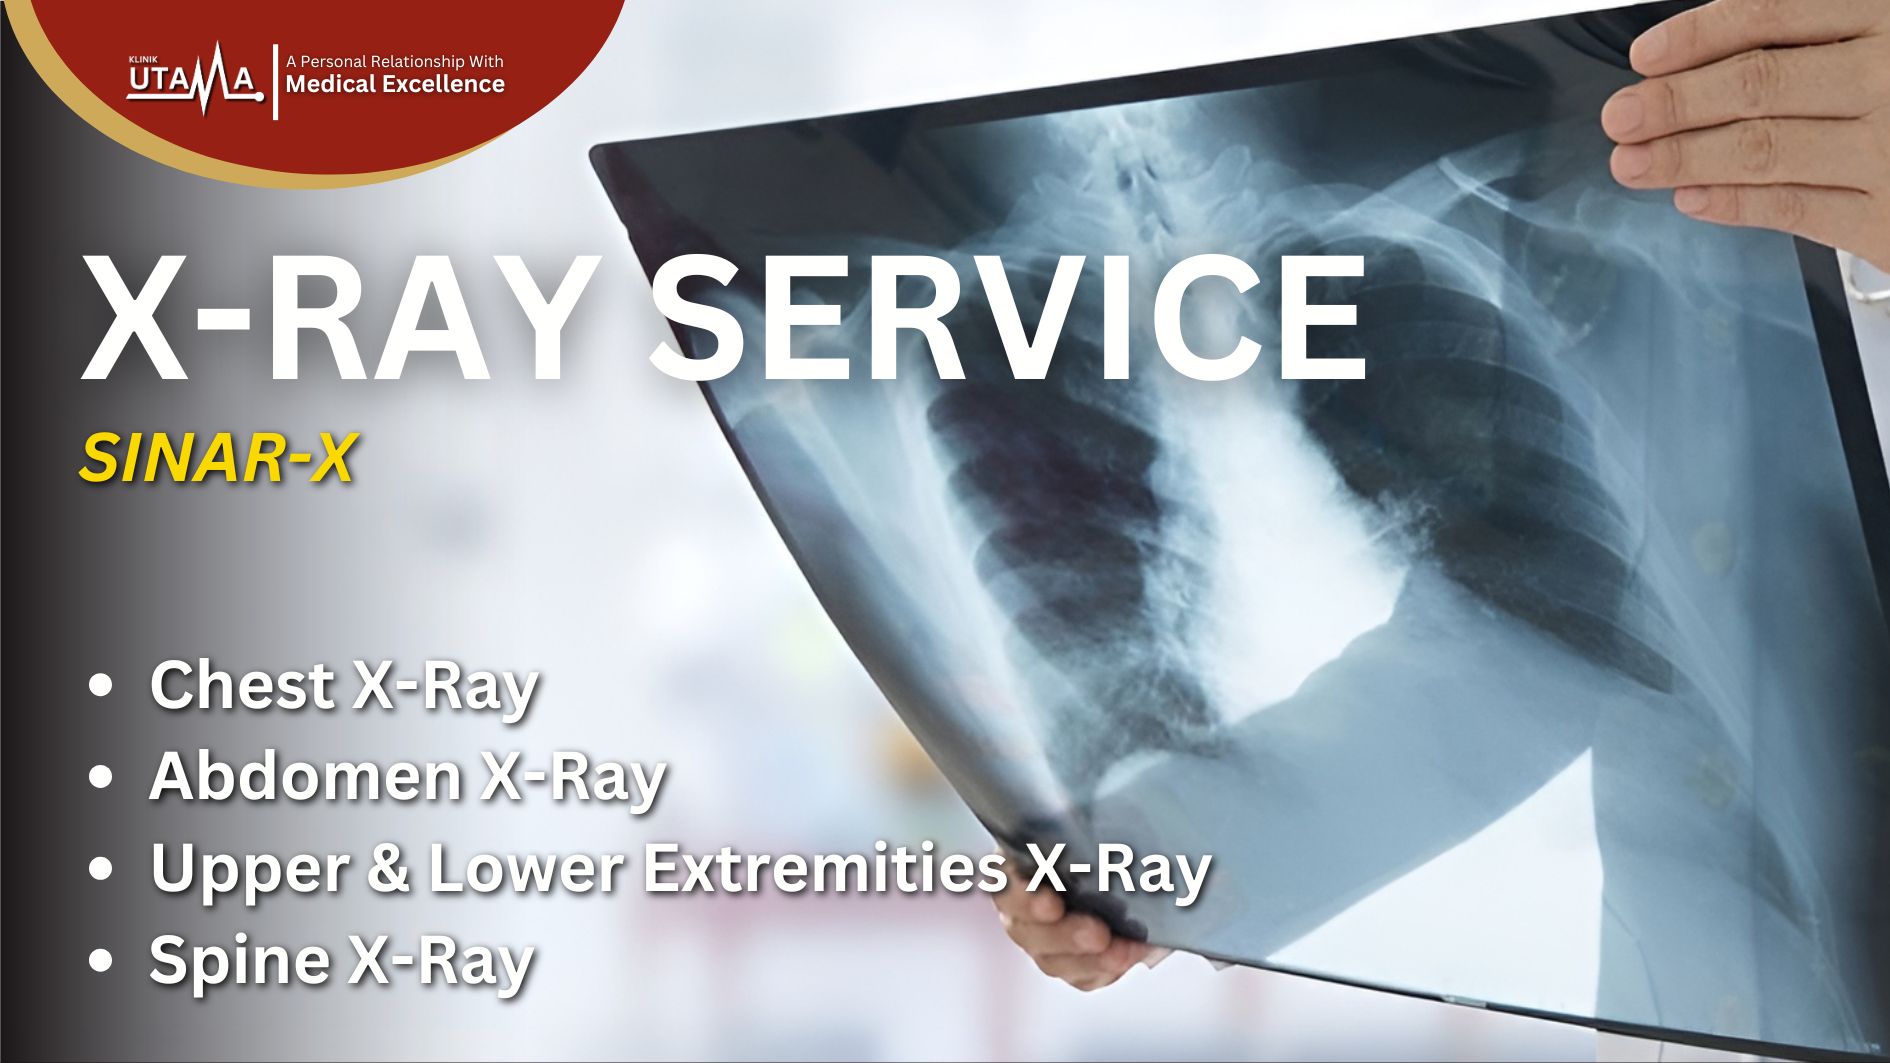 KLINIK
UTAMA
A Personal Relationship With
Medical Excellence
X-RAY SERVICE
SINAR-X
• Chest X-Ray
• Abdomen X-Ray
• Upper & Lower Extremities X-Ray
• Spine X-Ray